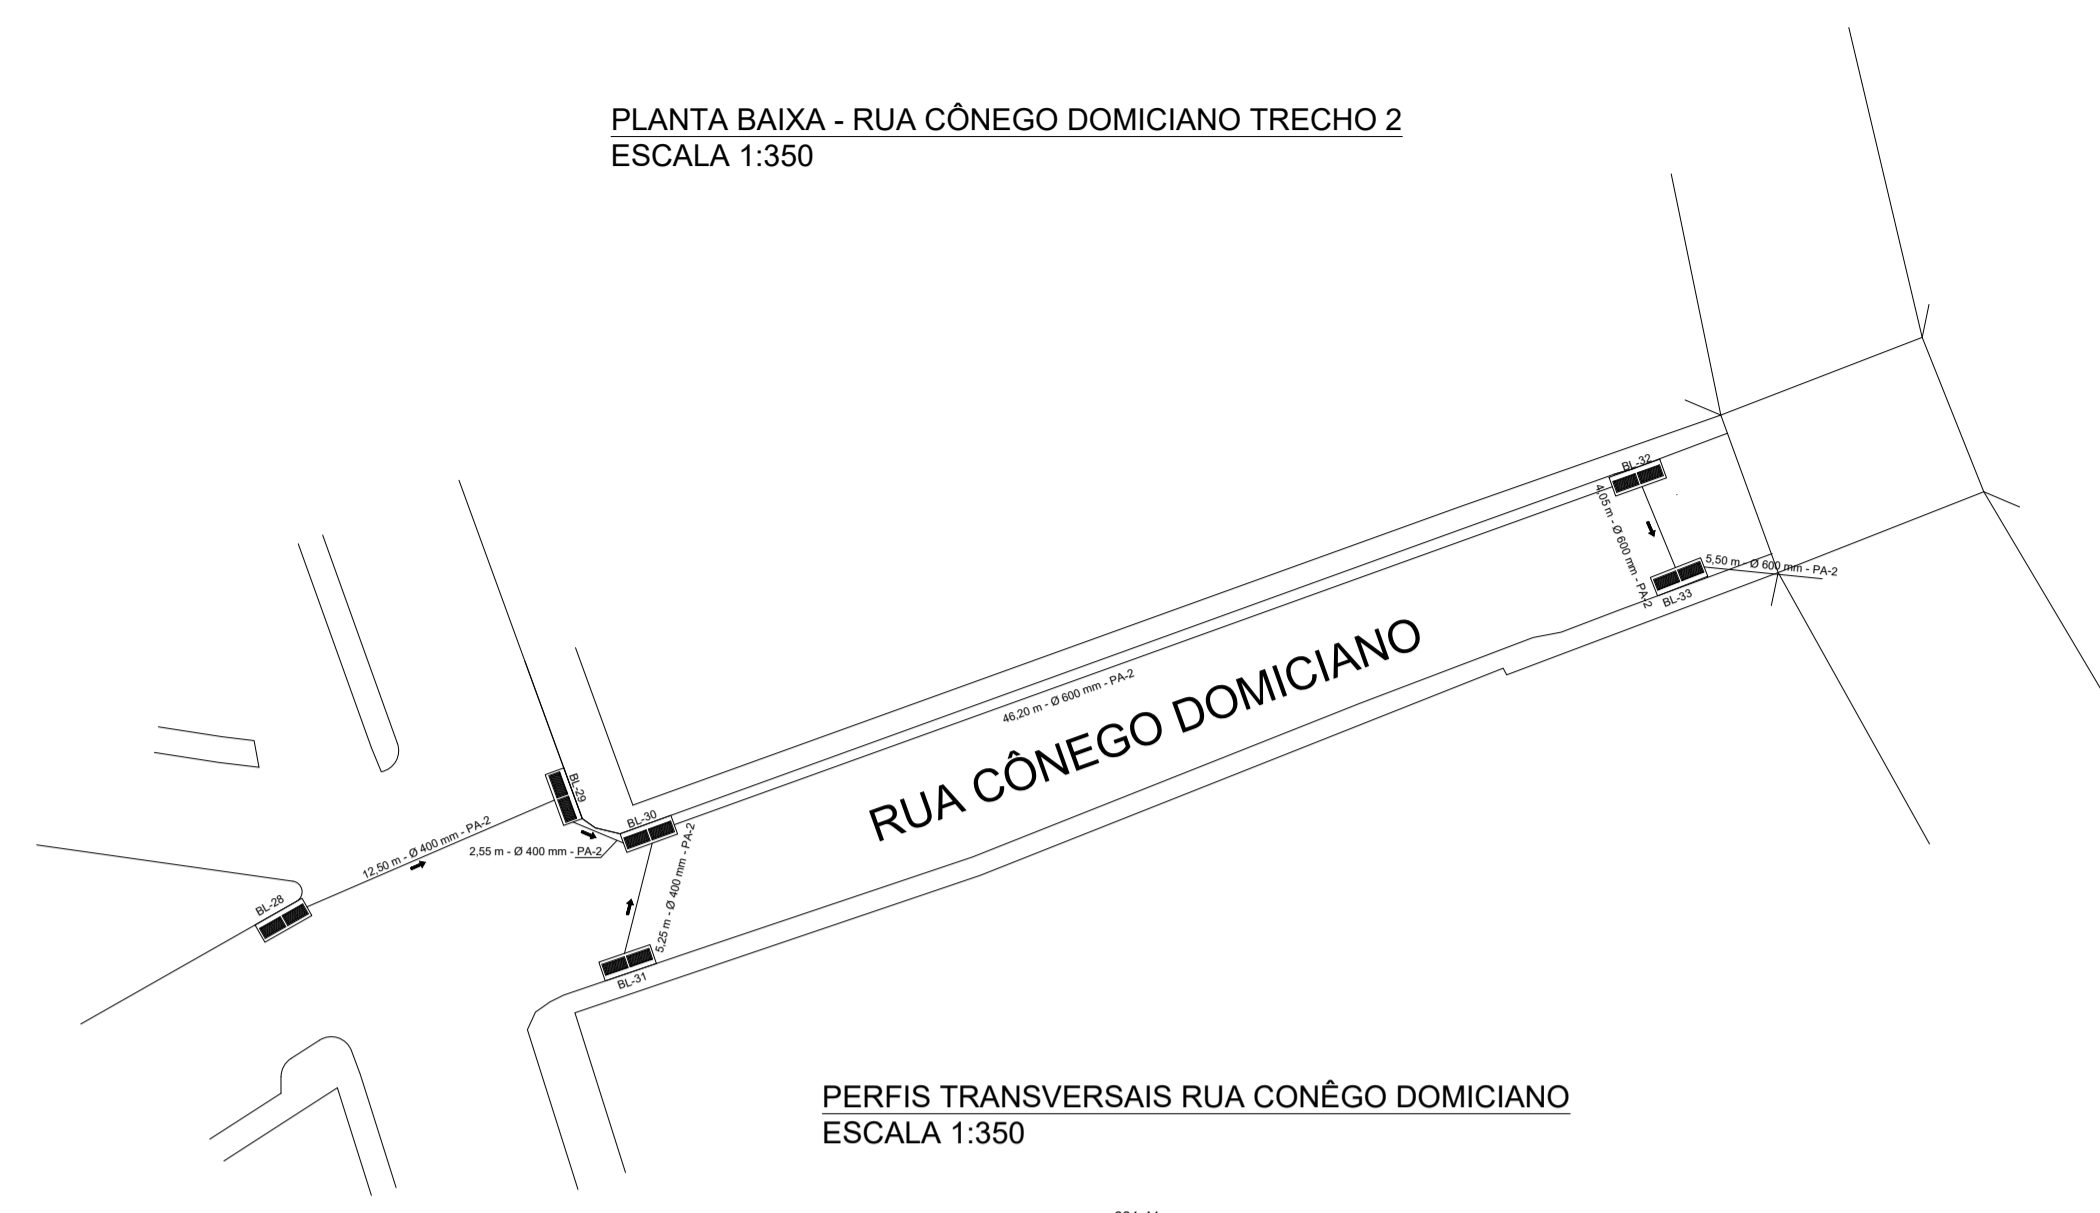 PLANTA BAIXA - RUA CÔNEGO DOMICIANO TRECHO 2
ESCALA 1:350
BL-32
4,05 m - Ø 600 mm - PA-2
5,50 m - Ø 600 mm - PA-2
BL-33
RUA CÔNEGO DOMICIANO
46,20 m - Ø 600 mm - PA-2
BL-29
BL-30
12,50 m - Ø 400 mm - PA-2
2,55 m - Ø 400 mm - PA-2
5,25 m - Ø 400 mm - PA-2
BL-28
BL-31
PERFIS TRANSVERSAIS RUA CONÊGO DOMICIANO
ESCALA 1:350